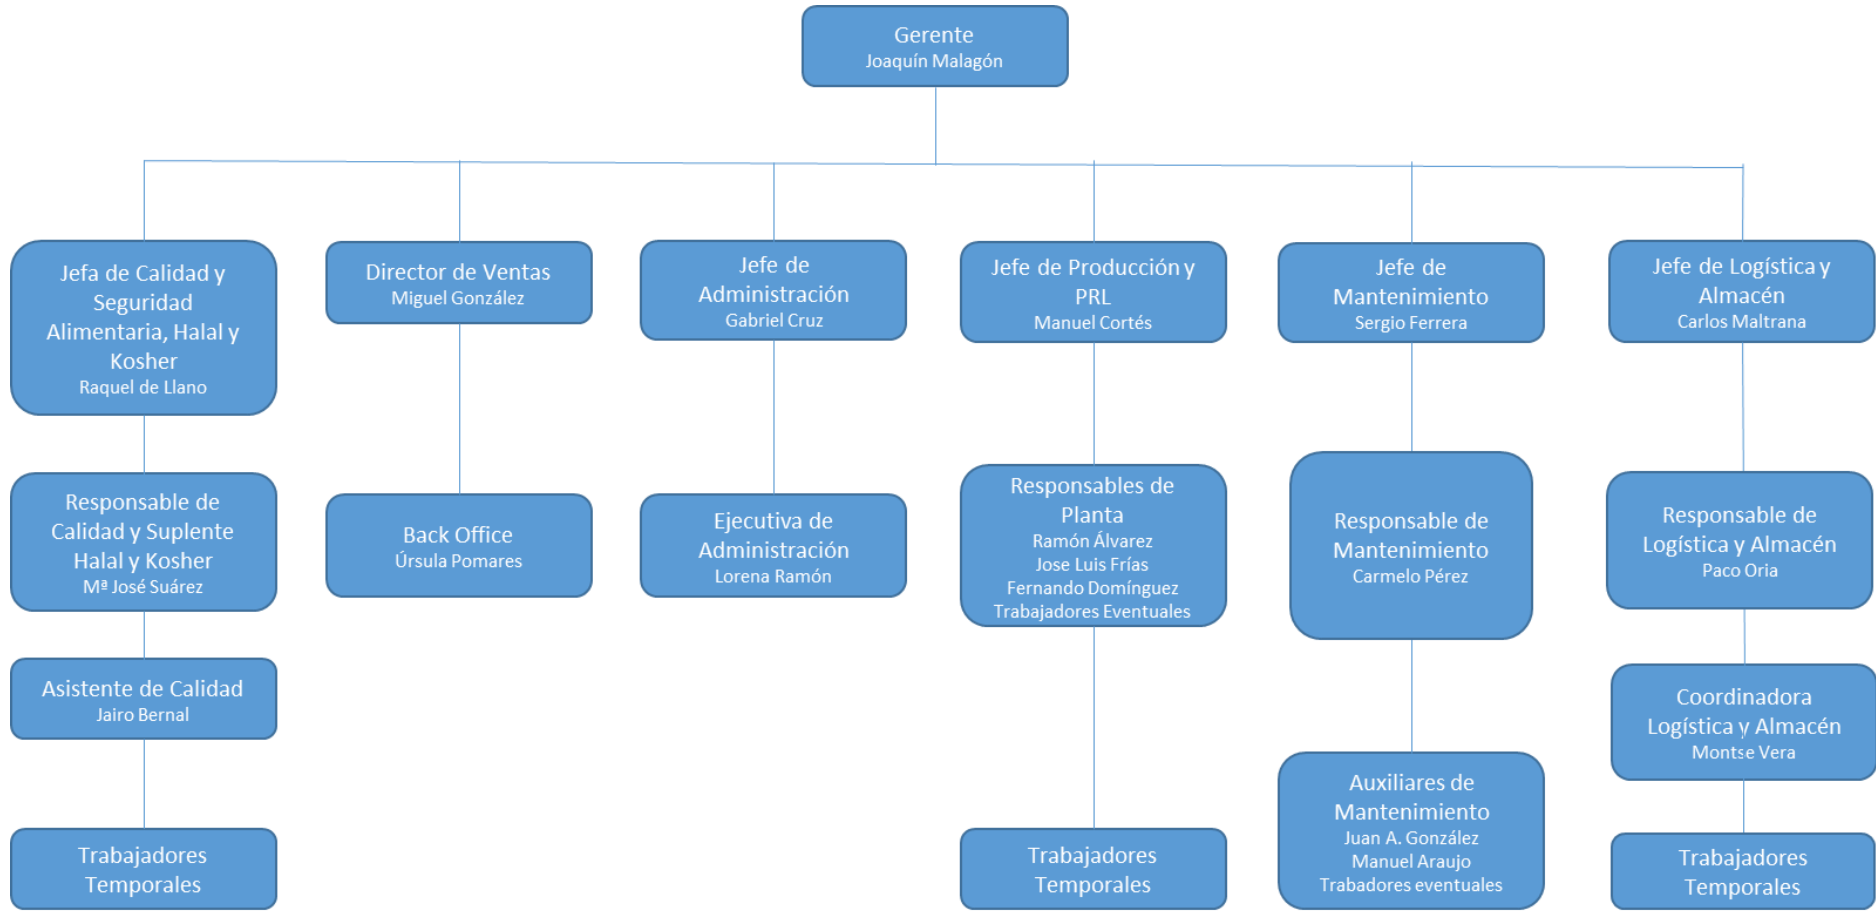 Gerente
Joaquín Malagón
Jefa de Calidad y
Seguridad
Alimentaria, Halal y
Kosher
Raquel de Llano
Director de Ventas
Miguel González
Jefe de
Administración
Gabriel Cruz
Jefe de Producción y
PRL
Manuel Cortés
Jefe de
Mantenimiento
Sergio Ferrera
Jefe de Logística y
Almacén
Carlos Maltrana
Responsable de
Calidad y Suplente
Halal y Kosher
Mª José Suárez
Back Office
Úrsula Pomares
Ejecutiva de
Administración
Lorena Ramón
Responsables de
Planta
Ramón Álvarez
Jose Luis Frías
Fernando Domínguez
Trabajadores Eventuales
Responsable de
Mantenimiento
Carmelo Pérez
Responsable de
Logística y Almacén
Paco Oria
Asistente de Calidad
Jairo Bernal
Coordinadora
Logística y Almacén
Montse Vera
Trabajadores
Temporales
Trabajadores
Temporales
Auxiliares de
Mantenimiento
Juan A. González
Manuel Araujo
Trabadores eventuales
Trabajadores
Temporales